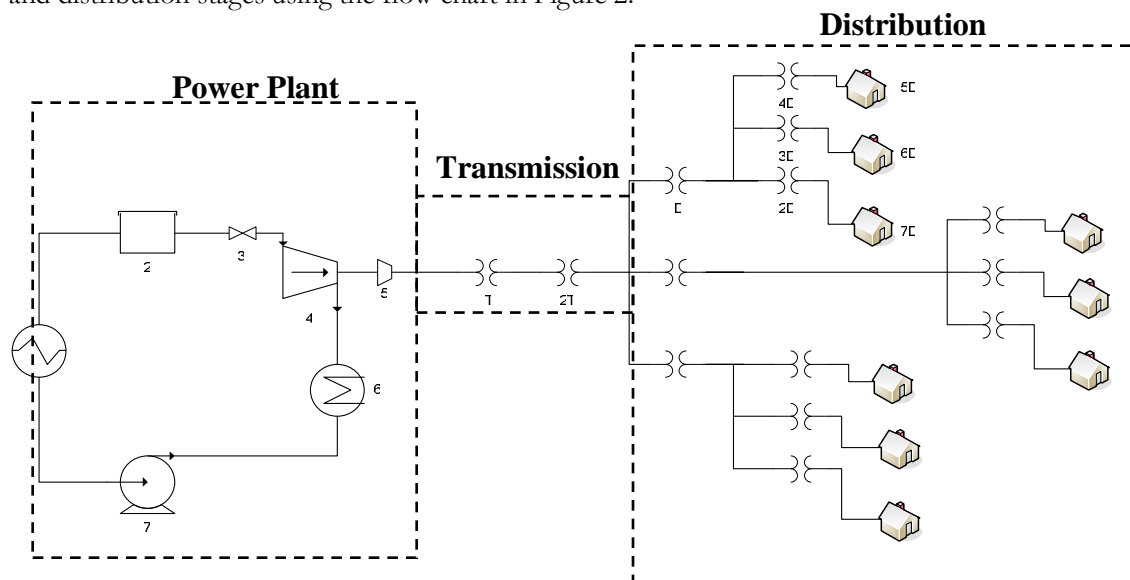 and distribution stages using the flow chart in Figure 2.
Distribution
Power Plant
Transmission
2
3
4
5
6
7
2T
2D
3D
4D
5D
6D
7D